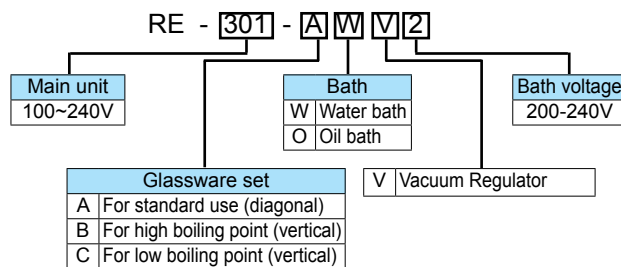 RE - 301 - A W V 2
Main unit
100~240V
Bath
W Water bath
O Oil bath
Bath voltage
200-240V
Glassware set
A For standard use (diagonal)
B For high boiling point (vertical)
C For low boiling point (vertical)
V Vacuum Regulator